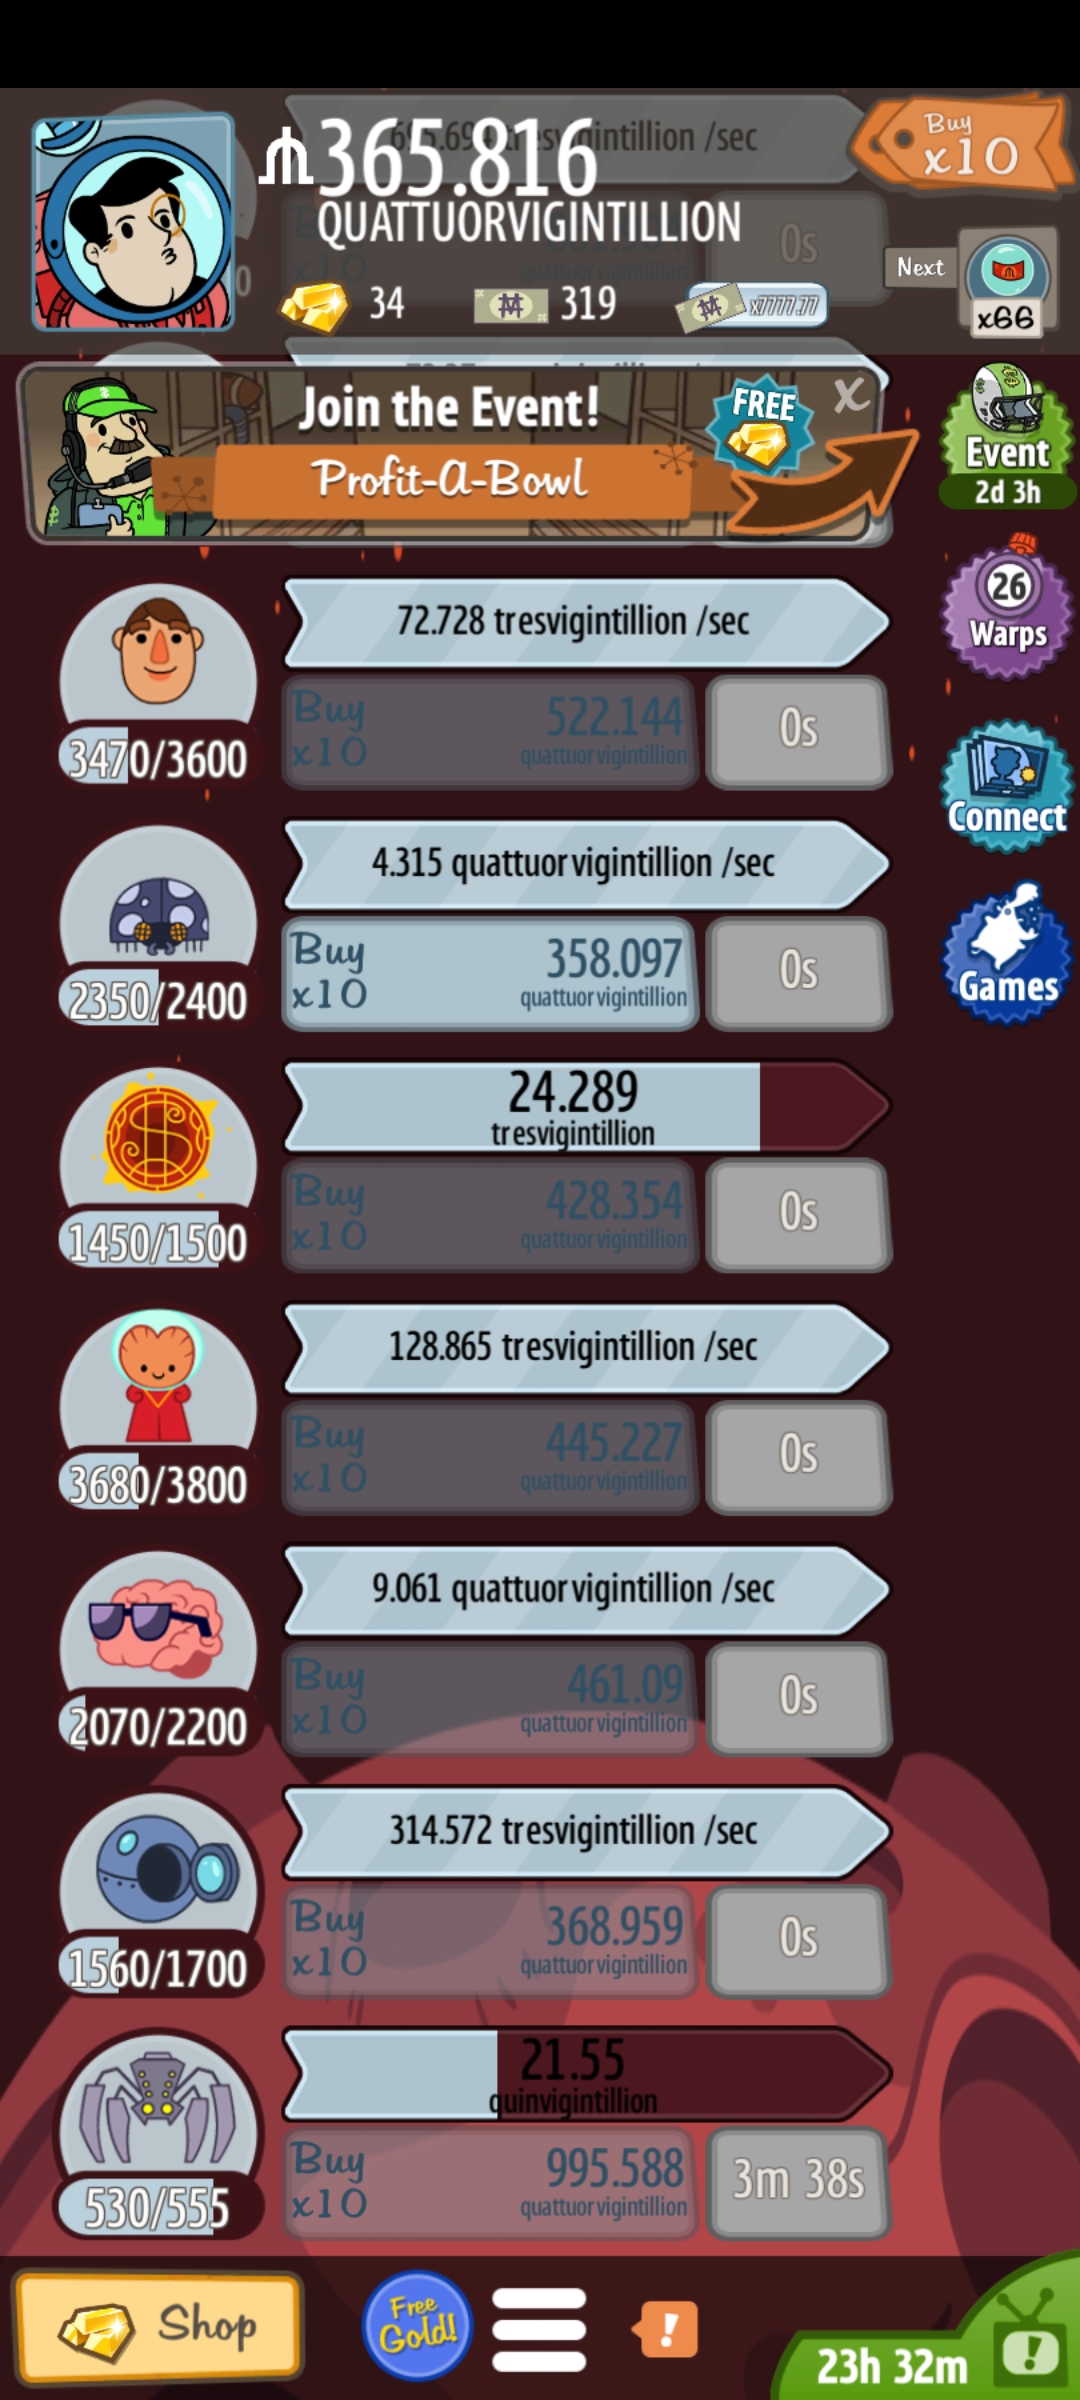 365.816
QUATTUORVIGINTILLION
Buy
x10
34
319
x7777.77
Next
x66
0s
Join the Event!
Profit-A-Bowl
FREE
X
Event
2d 3h
26
Warps
Connect
Games
72.728 tresvigintillion /sec
Buy
x10
522.144
quattuorvigintillion
0s
3470/3600
4.315 quattuorvigintillion /sec
Buy
x10
358.097
quattuorvigintillion
0s
2350/2400
24.289
tresvigintillion
Buy
x10
428.354
quattuorvigintillion
0s
1450/1500
128.865 tresvigintillion /sec
Buy
x10
445.227
quattuorvigintillion
0s
3680/3800
9.061 quattuorvigintillion /sec
Buy
x10
461.09
quattuorvigintillion
0s
2070/2200
314.572 tresvigintillion /sec
Buy
x10
368.959
quattuorvigintillion
0s
1560/1700
21.55
quinvigintillion
Buy
x10
995.588
quattuorvigintillion
3m 38s
530/555
Shop
Free
Gold!
!
23h 32m
!